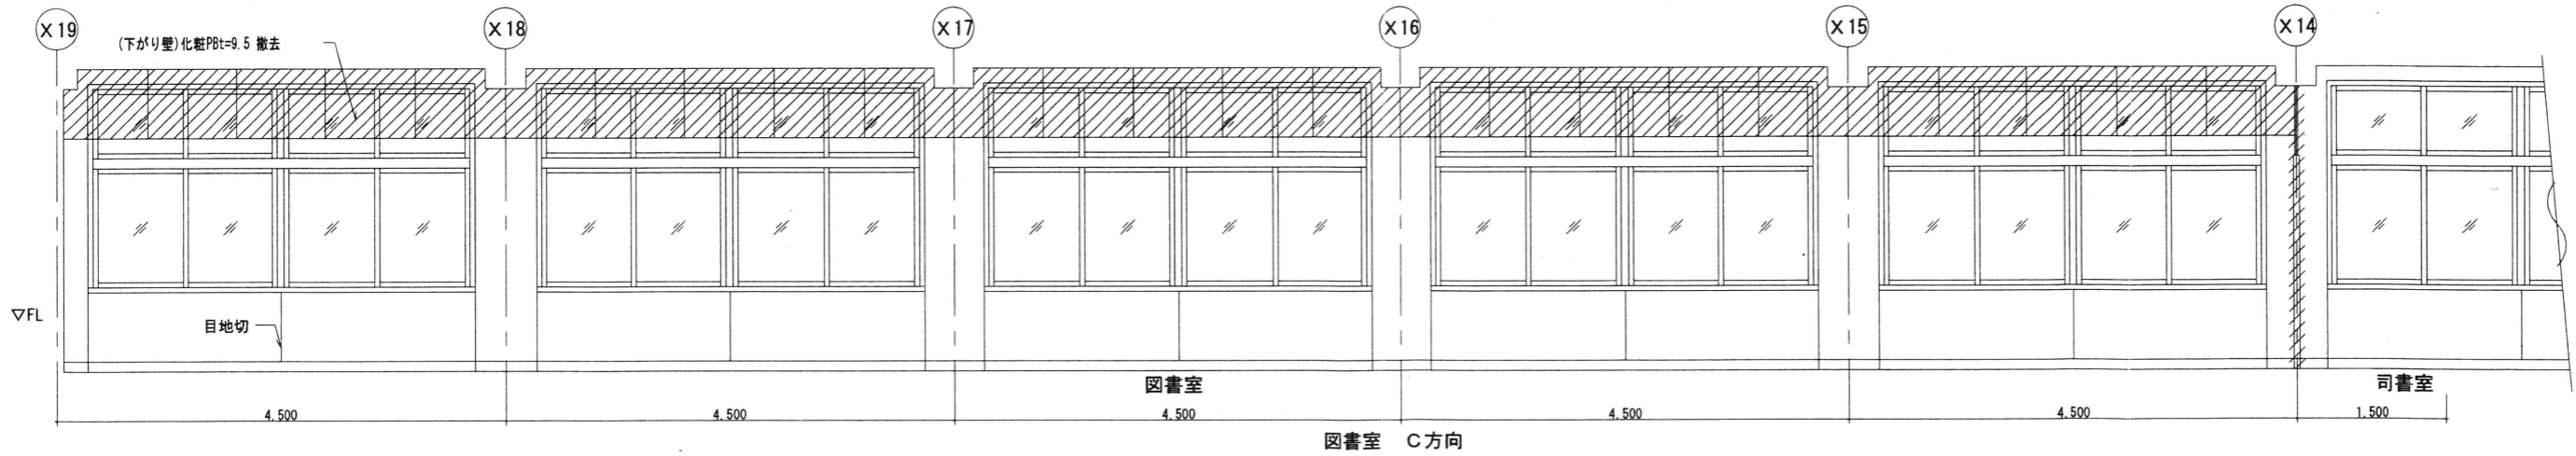 X19
X18
X17
X16
X15
X14
(下がり壁)化粧PBt=9.5 撤去
▽FL
目地切
図書室
司書室
4.500
4.500
4.500
4.500
4.500
1.500
図書室 C方向